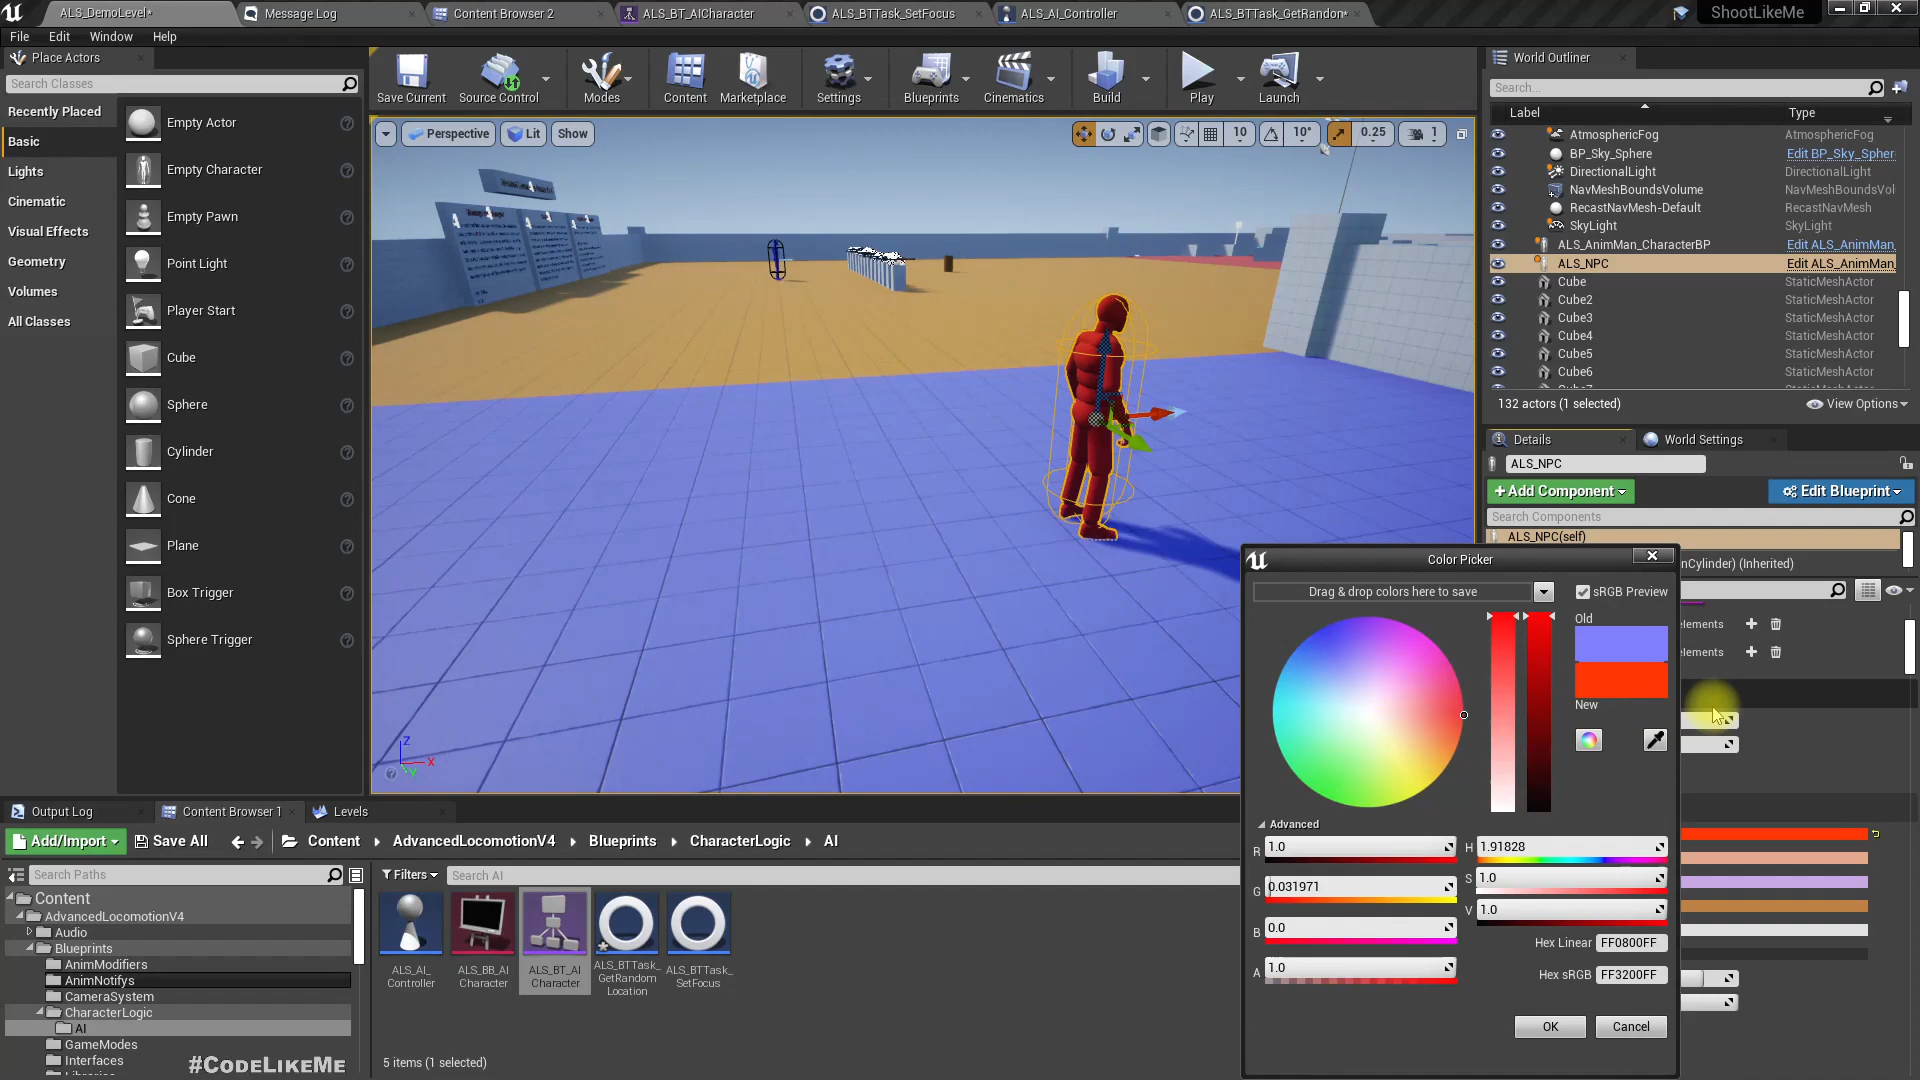 ALS_DemoLevel*
Message Log
Content Browser 2
ALS_BT_AICharacter
ALS_BTTask_SetFocus
ALS_AI_Controller
ALS_BTTask_GetRandon*
ShootLikeMe
File
Edit
Window
Help
Place Actors
Search Classes
Recently Placed
Basic
Lights
Cinematic
Visual Effects
Geometry
Volumes
All Classes
Empty Actor
Empty Character
Empty Pawn
Point Light
Player Start
Cube
Sphere
Cylinder
Cone
Plane
Box Trigger
Sphere Trigger
Save Current
Source Control
Modes
Content
Marketplace
Settings
Blueprints
Cinematics
Build
Play
Launch
Perspective
Lit
Show
10
10°
0.25
1
Z
X
Y
World Outliner
Search...
Label
Type
AtmosphericFog
AtmosphericFog
BP_Sky_Sphere
Edit BP_Sky_Spher
DirectionalLight
DirectionalLight
NavMeshBoundsVolume
NavMeshBoundsVol
RecastNavMesh-Default
RecastNavMesh
SkyLight
SkyLight
ALS_AnimMan_CharacterBP
Edit ALS_AnimMan_
ALS_NPC
Edit ALS_AnimMan_
Cube
StaticMeshActor
Cube2
StaticMeshActor
Cube3
StaticMeshActor
Cube4
StaticMeshActor
Cube5
StaticMeshActor
Cube6
StaticMeshActor
132 actors (1 selected)
View Options
Details
World Settings
ALS_NPC
+Add Component
Edit Blueprint
Search Components
ALS_NPC(self)
nCylinder) (Inherited)
elements
elements
Color Picker
Drag & drop colors here to save
sRGB Preview
Old
New
Advanced
R
1.0
G
0.031971
B
0.0
A
1.0
H
1.91828
S
1.0
V
1.0
Hex Linear
FF0800FF
Hex sRGB
FF3200FF
OK
Cancel
Output Log
Content Browser 1
Levels
Add/Import
Save All
Content
AdvancedLocomotionV4
Blueprints
CharacterLogic
AI
Search Paths
Filters
Search AI
Content
AdvancedLocomotionV4
Audio
Blueprints
AnimModifiers
AnimNotifys
CameraSystem
CharacterLogic
AI
GameModes
Interfaces
ALS_AI_
Controller
ALS_BB_AI
Character
ALS_BT_AI
Character
ALS_BTTask_
GetRandom
Location
ALS_BTTask_
SetFocus
5 items (1 selected)
#CODELIKEME